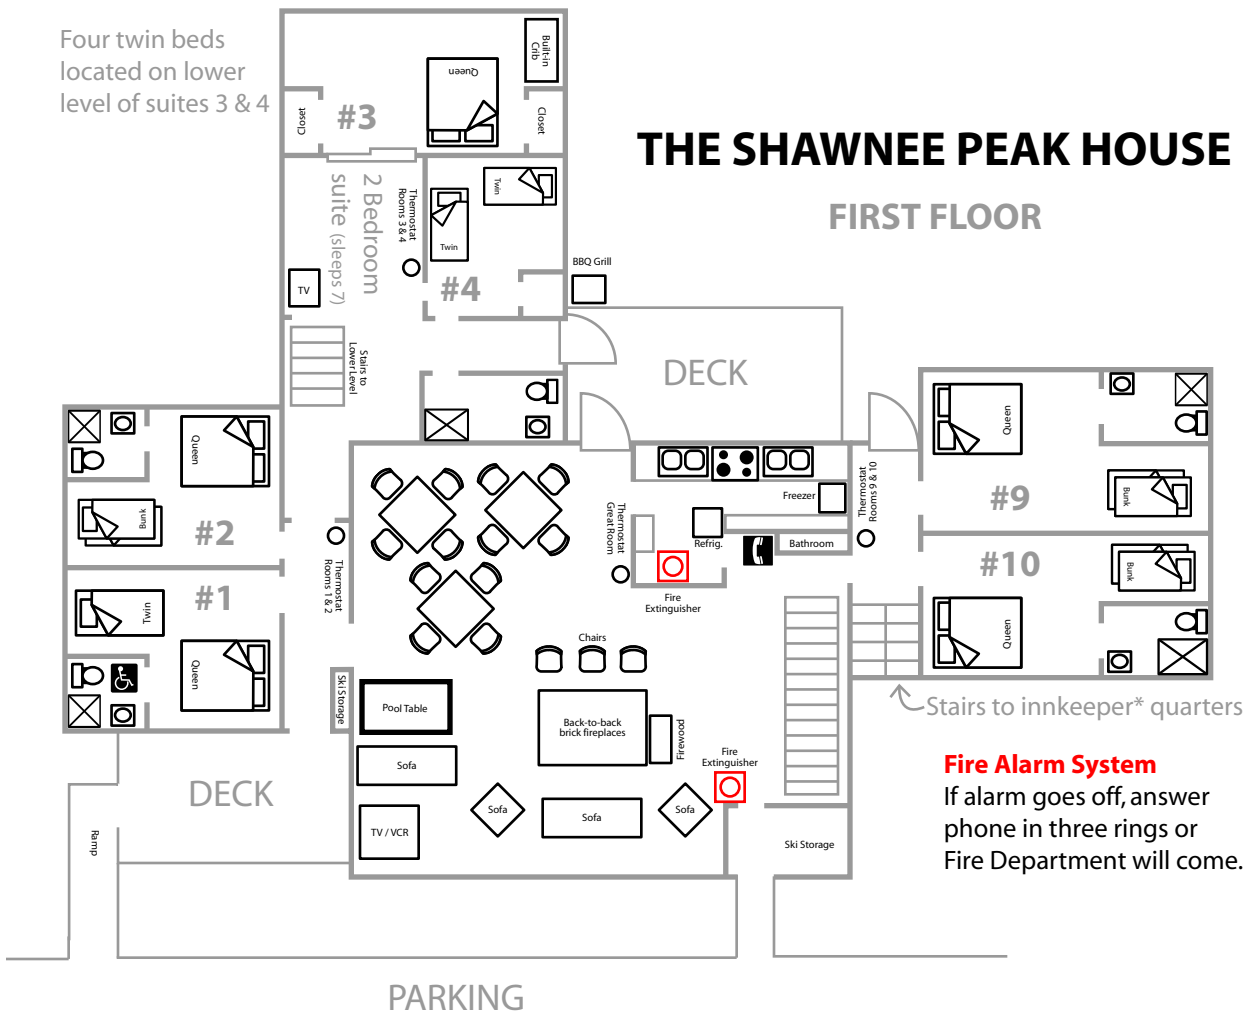 Four twin beds
located on lower
level of suites 3 & 4
THE SHAWNEE PEAK HOUSE
FIRST FLOOR
Built-in
Crib
Queen
Closet
#3
Closet
2 Bedroom
suite (sleeps 7)
Thermostat
Rooms 3 & 4
Twin
Twin
#4
TV
BBQ Grill
Stairs to
Lower Level
DECK
Queen
Bunk
#2
#1
Twin
Queen
Thermostat
Rooms 1 & 2
Thermostat
Great Room
Freezer
Refrig.
Bathroom
Thermostat
Rooms 9 & 10
Fire
Extinguisher
Queen
#9
Bunk
#10
Bunk
Queen
Chairs
Ski Storage
Pool Table
Back-to-back
brick fireplaces
Firewood
Fire
Extinguisher
Sofa
Sofa
Sofa
Sofa
TV / VCR
Ski Storage
Stairs to innkeeper* quarters
Fire Alarm System
If alarm goes off, answer
phone in three rings or
Fire Department will come.
DECK
Ramp
PARKING